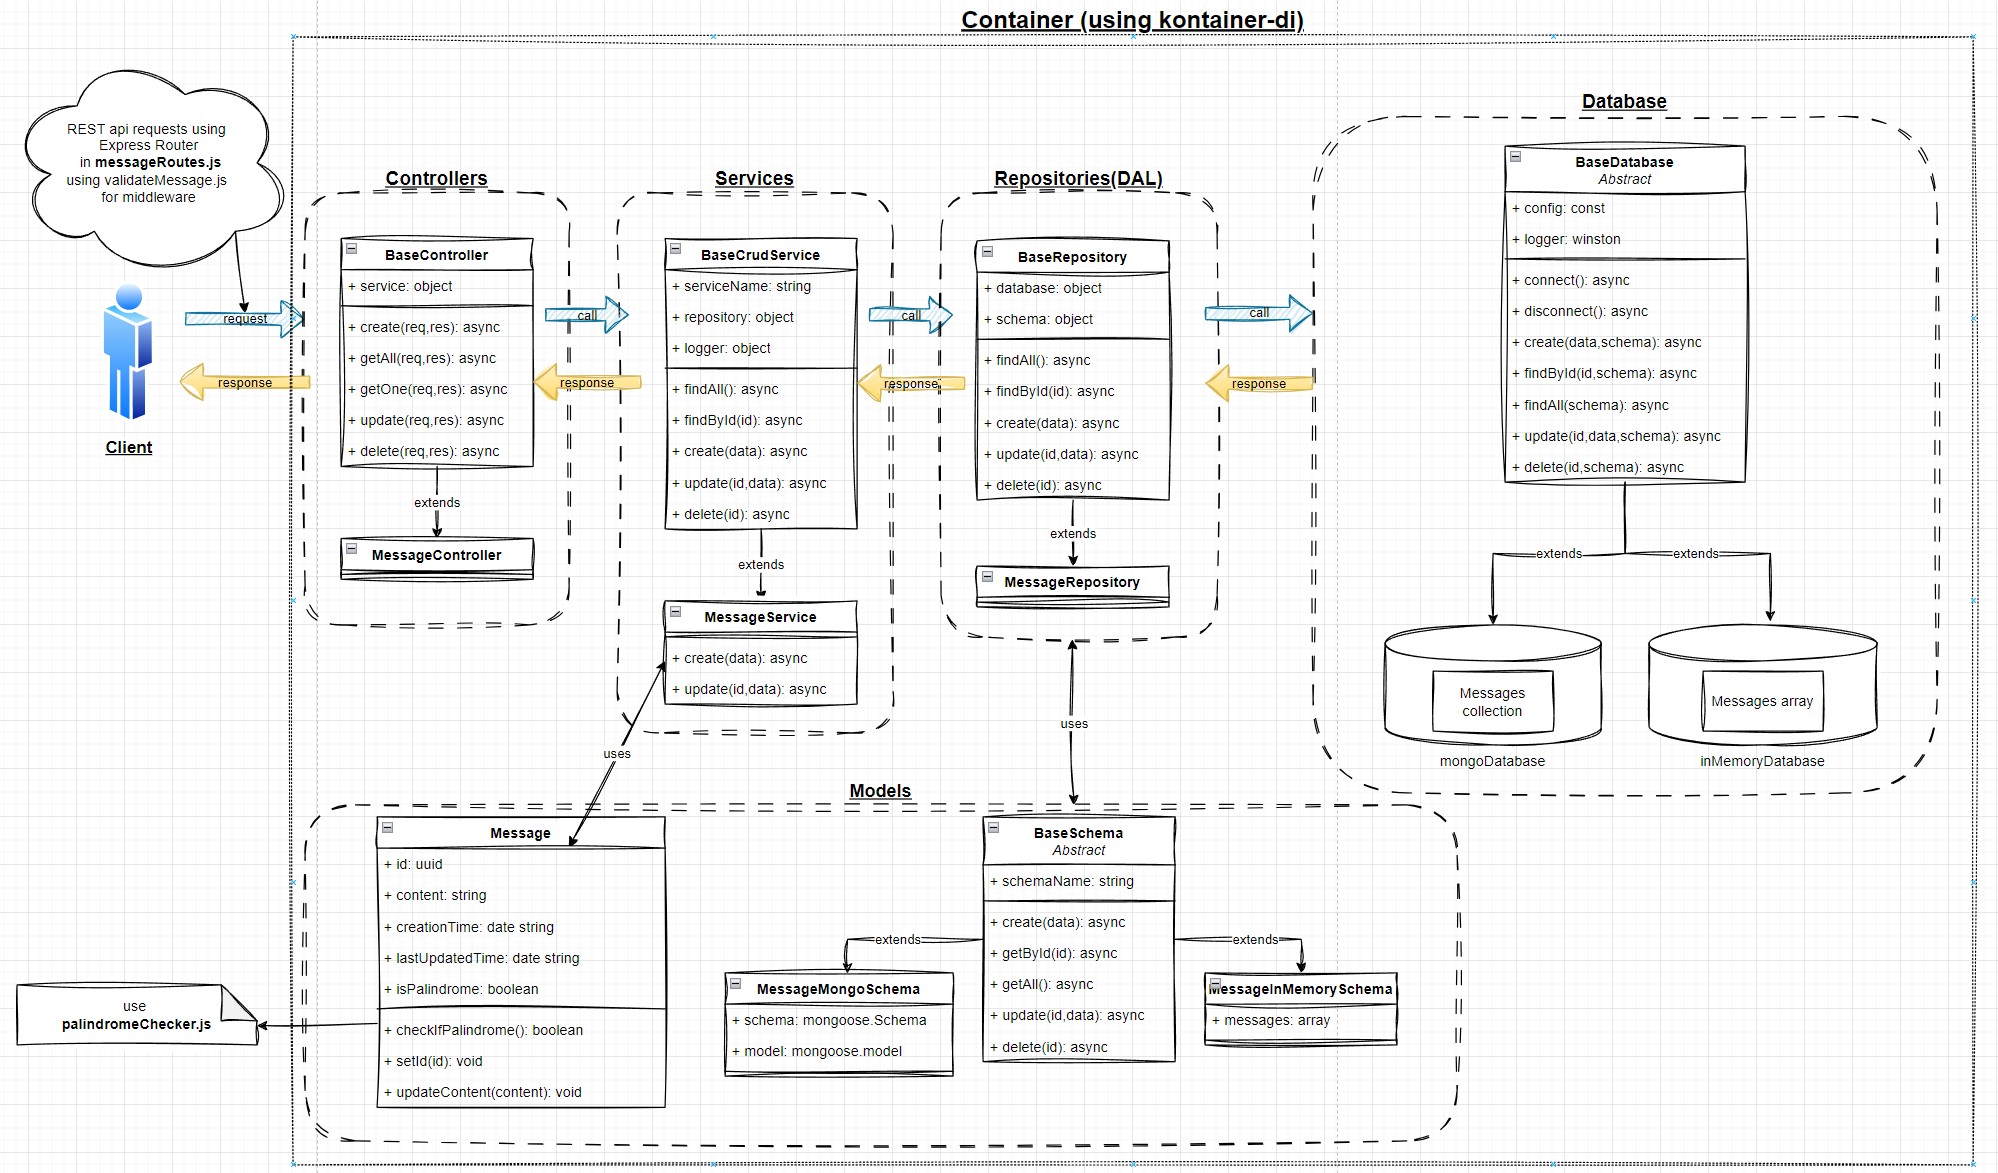 Container (using kontainer-di)
REST api requests using
Express Router
in messageRoutes.js
using validateMessage.js
for middleware
Client
request
response
Controllers
BaseController
+ service: object
+ create(req,res): async
+ getAll(req,res): async
+ getOne(req,res): async
+ update(req,res): async
+ delete(req,res): async
extends
MessageController
call
response
Services
BaseCrudService
+ serviceName: string
+ repository: object
+ logger: object
+ findAll(): async
+ findById(id): async
+ create(data): async
+ update(id,data): async
+ delete(id): async
extends
MessageService
+ create(data): async
+ update(id,data): async
call
response
Repositories(DAL)
BaseRepository
+ database: object
+ schema: object
+ findAll(): async
+ findById(id): async
+ create(data): async
+ update(id,data): async
+ delete(id): async
extends
MessageRepository
call
response
Database
BaseDatabase
Abstract
+ config: const
+ logger: winston
+ connect(): async
+ disconnect(): async
+ create(data,schema): async
+ findById(id,schema): async
+ findAll(schema): async
+ update(id,data,schema): async
+ delete(id,schema): async
extends
extends
Messages
collection
mongoDatabase
Messages array
inMemoryDatabase
uses
uses
Models
Message
+ id: uuid
+ content: string
+ creationTime: date string
+ lastUpdatedTime: date string
+ isPalindrome: boolean
+ checkIfPalindrome(): boolean
+ setId(id): void
+ updateContent(content): void
use
palindromeChecker.js
BaseSchema
Abstract
+ schemaName: string
+ create(data): async
+ getById(id): async
+ getAll(): async
+ update(id,data): async
+ delete(id): async
extends
MessageMongoSchema
+ schema: mongoose.Schema
+ model: mongoose.model
extends
MessageInMemorySchema
+ messages: array